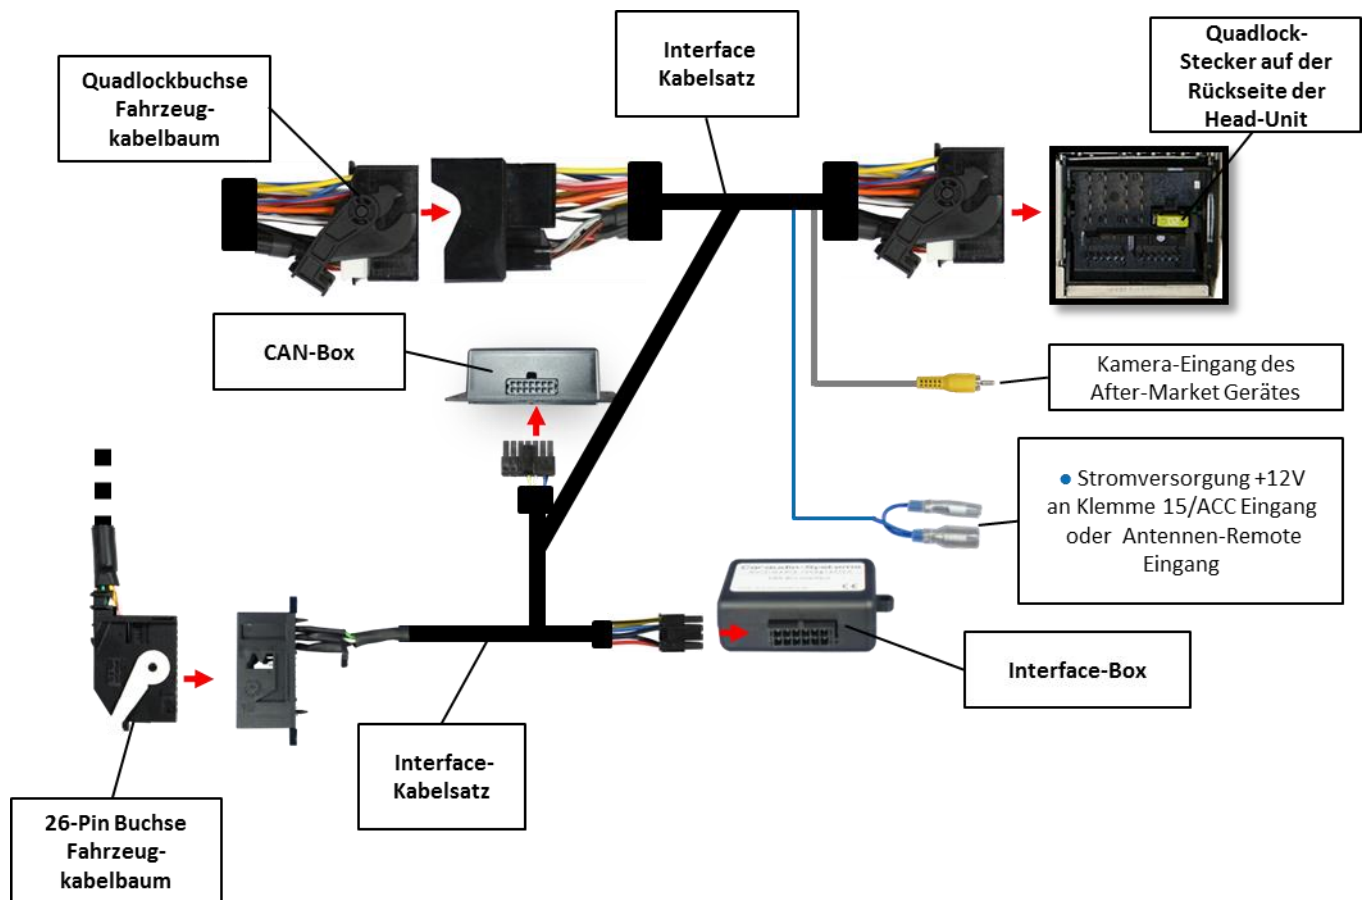 Quadlockbuchse
Fahrzeug-
kabelbaum
Interface
Kabelsatz
Quadlock-
Stecker auf der
Rückseite der
Head-Unit
CAN-Box
Kamera-Eingang des
After-Market Gerätes
● Stromversorgung +12V
an Klemme 15/ACC Eingang
oder Antennen-Remote
Eingang
Caraudio-Systems
Interface-Box
Interface-
Kabelsatz
26-Pin Buchse
Fahrzeug-
kabelbaum